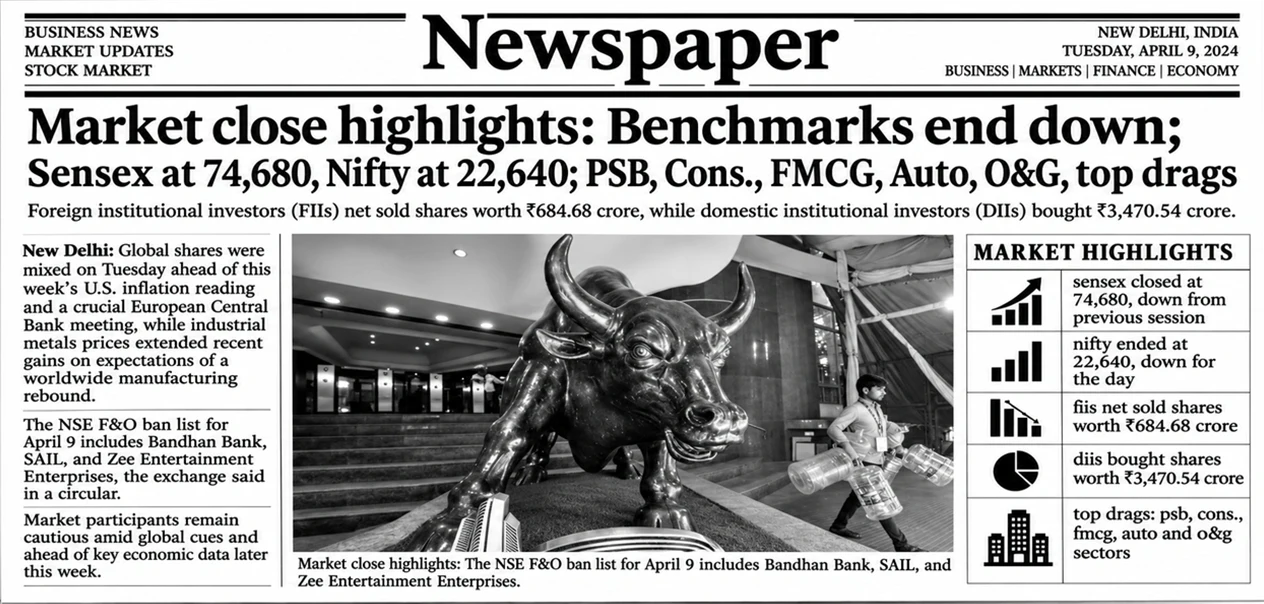 BUSINESS NEWS
MARKET UPDATES
STOCK MARKET
Newspaper
NEW DELHI, INDIA
TUESDAY, APRIL 9, 2024
BUSINESS | MARKETS | FINANCE | ECONOMY
Market close highlights: Benchmarks end down;
Sensex at 74,680, Nifty at 22,640; PSB, Cons., FMCG, Auto, O&G, top drags
Foreign institutional investors (FIIs) net sold shares worth ₹684.68 crore, while domestic institutional investors (DIIs) bought ₹3,470.54 crore.
New Delhi: Global shares were
mixed on Tuesday ahead of this
week's U.S. inflation reading
and a crucial European Central
Bank meeting, while industrial
metals prices extended recent
gains on expectations of a
worldwide manufacturing
rebound.
The NSE F&O ban list for
April 9 includes Bandhan Bank,
SAIL, and Zee Entertainment
Enterprises, the exchange said
in a circular.
Market participants remain
cautious amid global cues and
ahead of key economic data later
this week.
Market close highlights: The NSE F&O ban list for April 9 includes Bandhan Bank, SAIL, and
Zee Entertainment Enterprises.
MARKET HIGHLIGHTS
sensex closed at
74,680, down from
previous session
nifty ended at
22,640, down for
the day
fiis net sold shares
worth ₹684.68 crore
diis bought shares
worth ₹3,470.54 crore
top drags: psb, cons.,
fmcg, auto and o&g
sectors